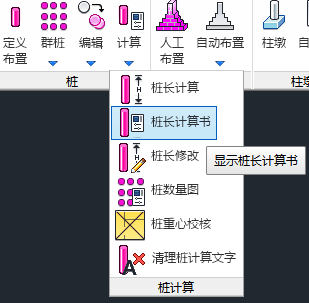 定义
布置
群桩
编辑
计算
人工
布置
自动布置
柱墩
自
桩
柱墩
桩长计算
桩长计算书
桩长修改
显示桩长计算书
桩数量图
桩重心校核
清理桩计算文字
桩计算